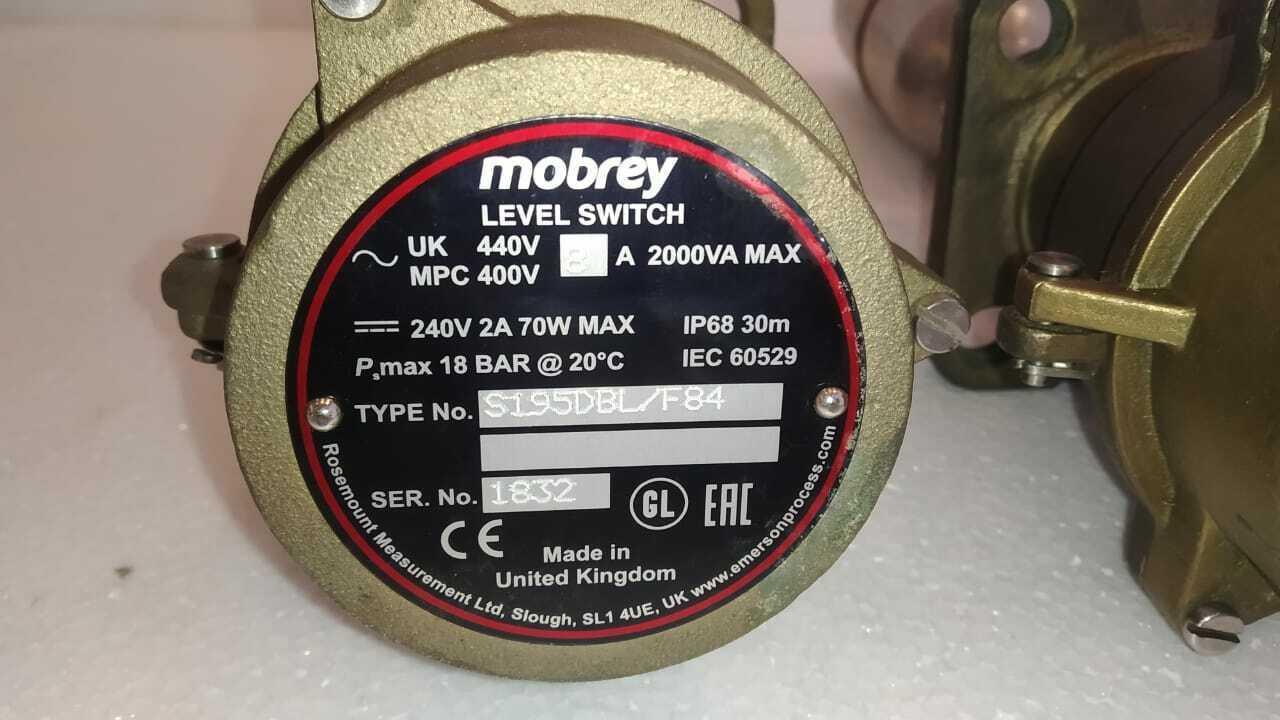 mobrey
LEVEL SWITCH
UK 440V 8 A 2000VA MAX
MPC 400V
240V 2A 70W MAX IP68 30m
Psmax 18 BAR @ 20°C IEC 60529
TYPE No. S195DBL/F84
SER. No. 1832 GL EAC
CE Made in
United Kingdom
Rosemount Measurement Ltd, Slough, SL1 4UE, UK www.emersonprocess.com